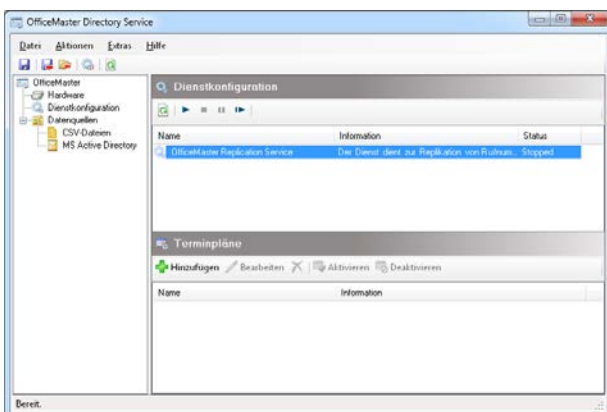 OfficeMaster Directory Service
Datei Aktionen Extras Hilfe
OfficeMaster
Hardware
Dienstkonfiguration
Datenquellen
CSV-Dateien
MS Active Directory
Dienstkonfiguration
Name Information Status
OfficeMaster Replication Service Der Dienst dient zur Replikation von Rufnum... Stopped
Terminpläne
Hinzufügen Bearbeiten Aktivieren Deaktivieren
Name Information
Bereit.